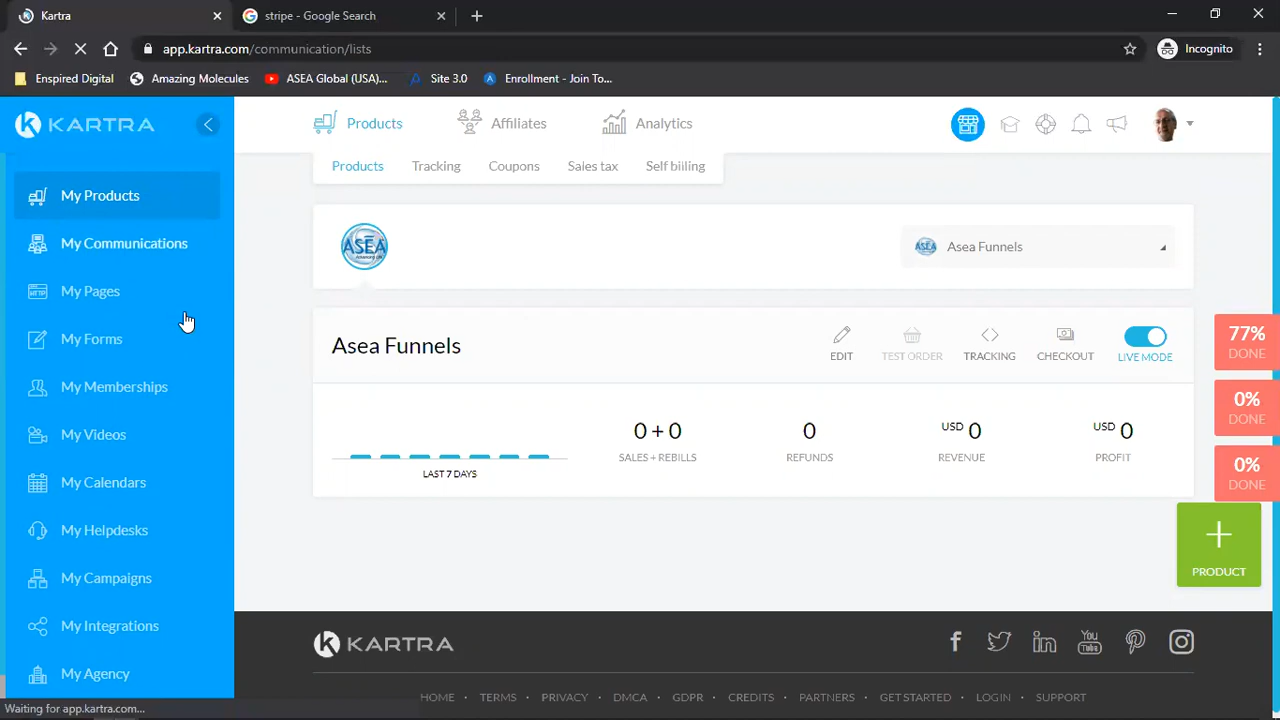 Kartra
stripe - Google Search
app.kartra.com/communication/lists
Incognito
Enspired Digital
Amazing Molecules
ASEA Global (USA)...
Site 3.0
Enrollment - Join To...
KARTRA
Products
Affiliates
Analytics
My Products
My Communications
My Pages
My Forms
My Memberships
My Videos
My Calendars
My Helpdesks
My Campaigns
My Integrations
My Agency
Products
Tracking
Coupons
Sales tax
Self billing
ASEA
Asea Funnels
Asea Funnels
EDIT
TEST ORDER
TRACKING
CHECKOUT
LIVE MODE
LAST 7 DAYS
0 + 0
SALES + REBILLS
0
REFUNDS
USD 0
REVENUE
USD 0
PROFIT
77%
DONE
0%
DONE
0%
DONE
PRODUCT
KARTRA
You
Tube
HOME • TERMS • PRIVACY • DMCA • GDPR • CREDITS • PARTNERS • GET STARTED • LOGIN • SUPPORT
Waiting for app.kartra.com...